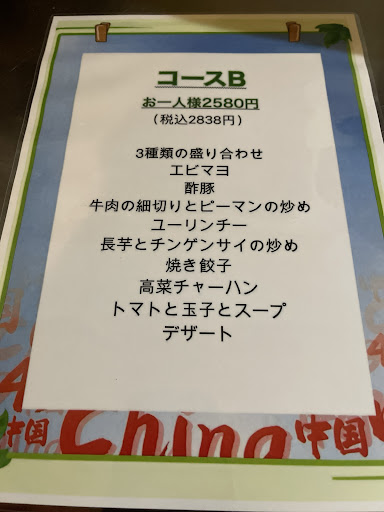 コースB
お一人様2580円
（税込2838円）
3種類の盛り合わせ
エビマヨ
酢豚
牛肉の細切りとピーマンの炒め
ユーリンチー
長芋とチンゲンサイの炒め
焼き餃子
高菜チャーハン
トマトと玉子とスープ
デザート
中国 China 中国